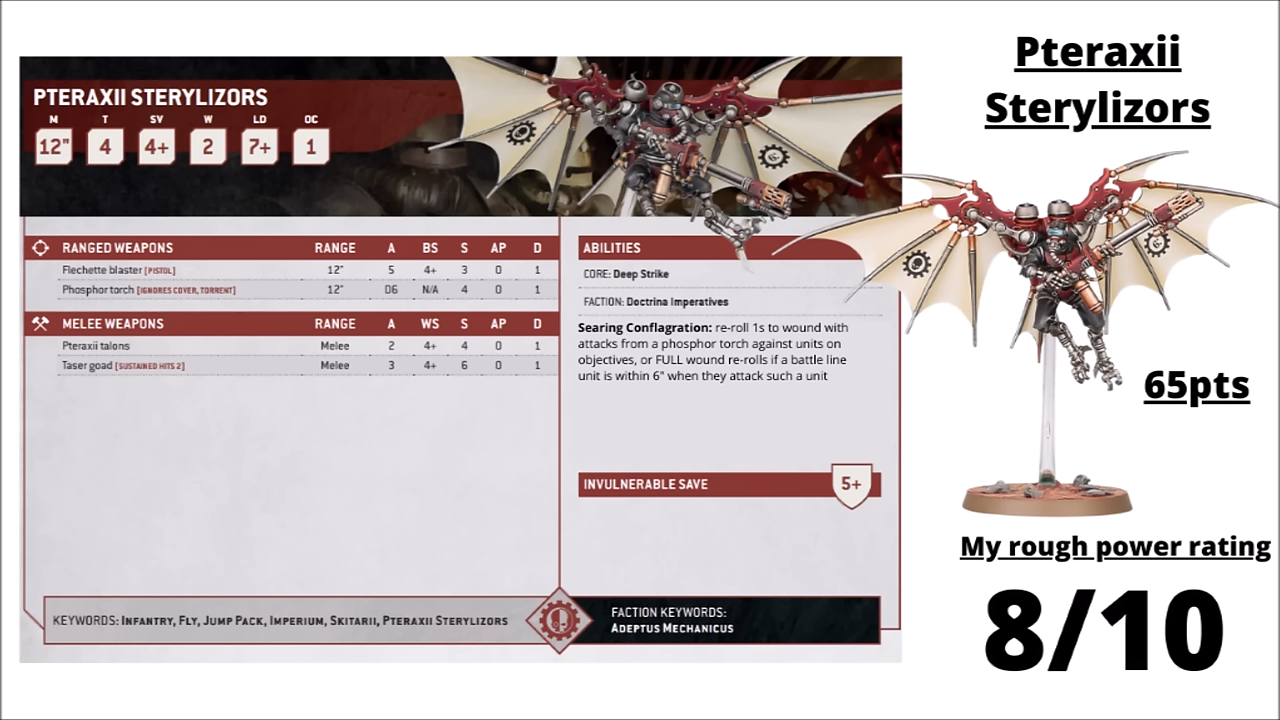 PTERAXII STERYLIZORS
M T SV W LD OC
12" 4 4+ 2 7+ 1
RANGED WEAPONS RANGE A BS S AP D
Flechette blaster [PISTOL] 12" 5 4+ 3 0 1
Phosphor torch [IGNORES COVER, TORRENT] 12" D6 N/A 4 0 1
MELEE WEAPONS RANGE A WS S AP D
Pteraxii talons Melee 2 4+ 4 0 1
Taser goad [SUSTAINED HITS 2] Melee 3 4+ 6 0 1
ABILITIES
CORE: Deep Strike
FACTION: Doctrina Imperatives
Searing Conflagration: re-roll 1s to wound with
attacks from a phosphor torch against units on
objectives, or FULL wound re-rolls if a battle line
unit is within 6" when they attack such a unit
INVULNERABLE SAVE 5+
KEYWORDS: INFANTRY, FLY, JUMP PACK, IMPERIUM, SKITARII, PTERAXII STERYLIZORS
FACTION KEYWORDS:
ADEPTUS MECHANICUS
Pteraxii
Sterylizors
65pts
My rough power rating
8/10